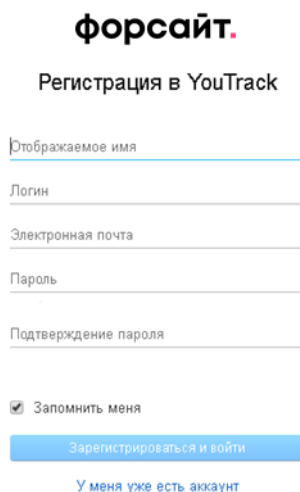 форсайт.
Регистрация в YouTrack
Отображаемое имя
Логин
Электронная почта
Пароль
Подтверждение пароля
Запомнить меня
Зарегистрироваться и войти
У меня уже есть аккаунт